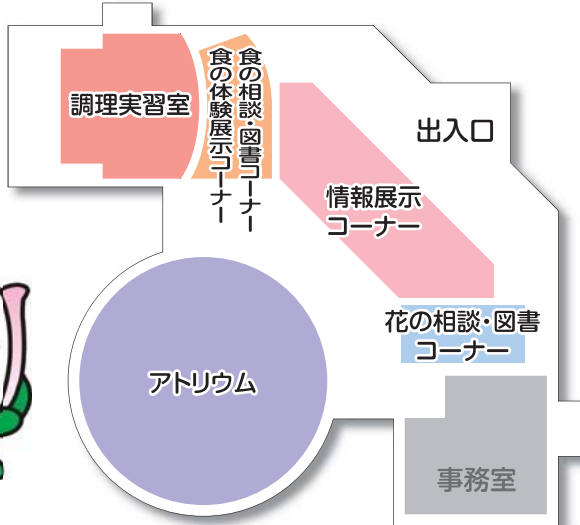 調理実習室
食の相談・図書コーナー
食の体験展示コーナー
出入口
情報展示
コーナー
花の相談・図書
コーナー
アトリウム
事務室